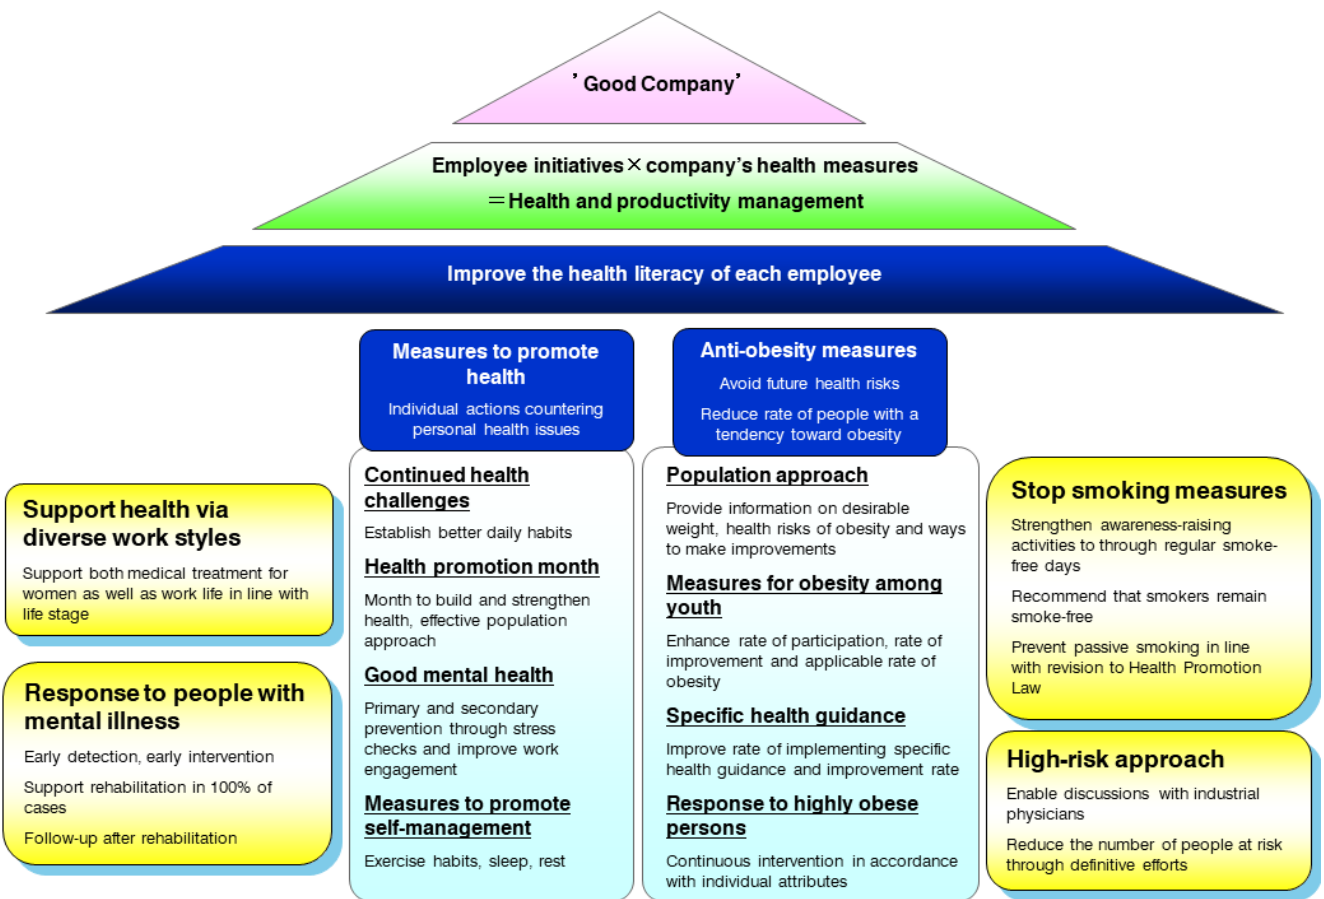 ’Good Company’
Employee initiatives×company’s health measures
＝Health and productivity management
Improve the health literacy of each employee
Measures to promote
health
Individual actions countering
personal health issues
Anti-obesity measures
Avoid future health risks
Reduce rate of people with a
tendency toward obesity
Support health via
diverse work styles
Support both medical treatment for
women as well as work life in line with
life stage
Response to people with
mental illness
Early detection, early intervention
Support rehabilitation in 100% of
cases
Follow-up after rehabilitation
Continued health
challenges
Establish better daily habits
Health promotion month
Month to build and strengthen
health, effective population
approach
Good mental health
Primary and secondary
prevention through stress
checks and improve work
engagement
Measures to promote
self-management
Exercise habits, sleep, rest
Population approach
Provide information on desirable
weight, health risks of obesity and ways
to make improvements
Measures for obesity among
youth
Enhance rate of participation, rate of
improvement and applicable rate of
obesity
Specific health guidance
Improve rate of implementing specific
health guidance and improvement rate
Response to highly obese
persons
Continuous intervention in accordance
with individual attributes
Stop smoking measures
Strengthen awareness-raising
activities to through regular smoke-
free days
Recommend that smokers remain
smoke-free
Prevent passive smoking in line
with revision to Health Promotion
Law
High-risk approach
Enable discussions with industrial
physicians
Reduce the number of people at risk
through definitive efforts